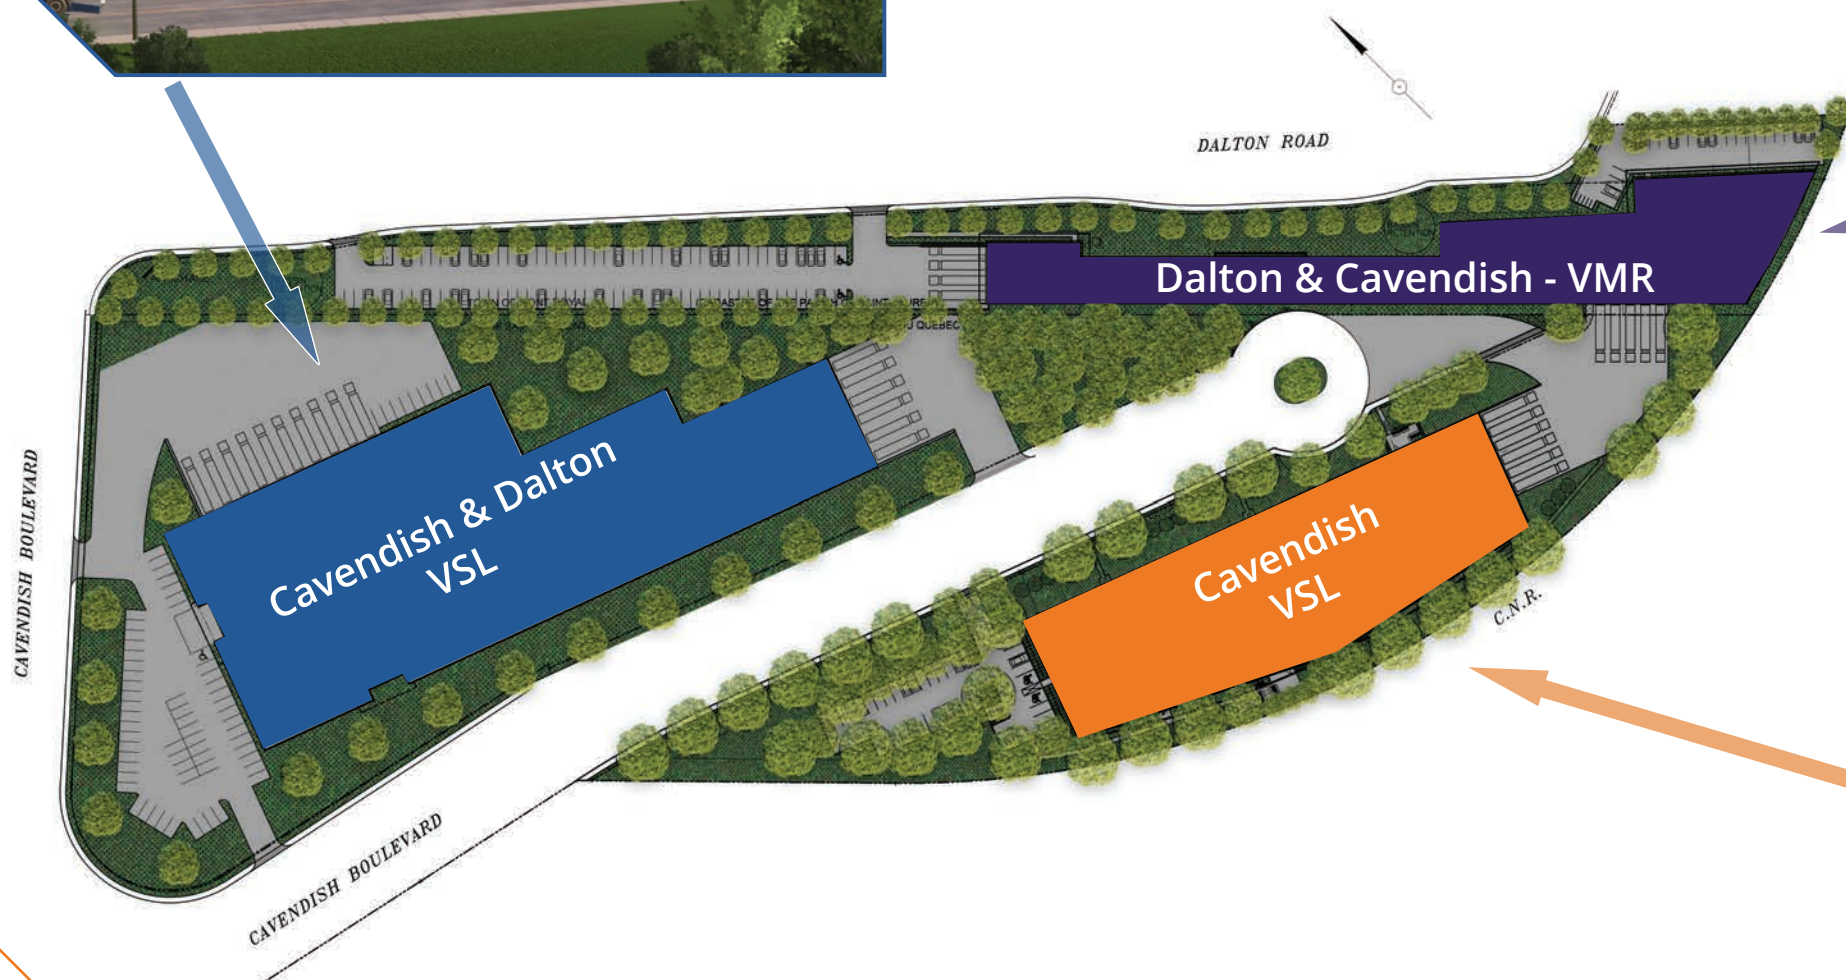 DALTON ROAD
Dalton & Cavendish - VMR
CAVENDISH BOULEVARD
Cavendish & Dalton
VSL
Cavendish
VSL
C.N.R.
CAVENDISH BOULEVARD